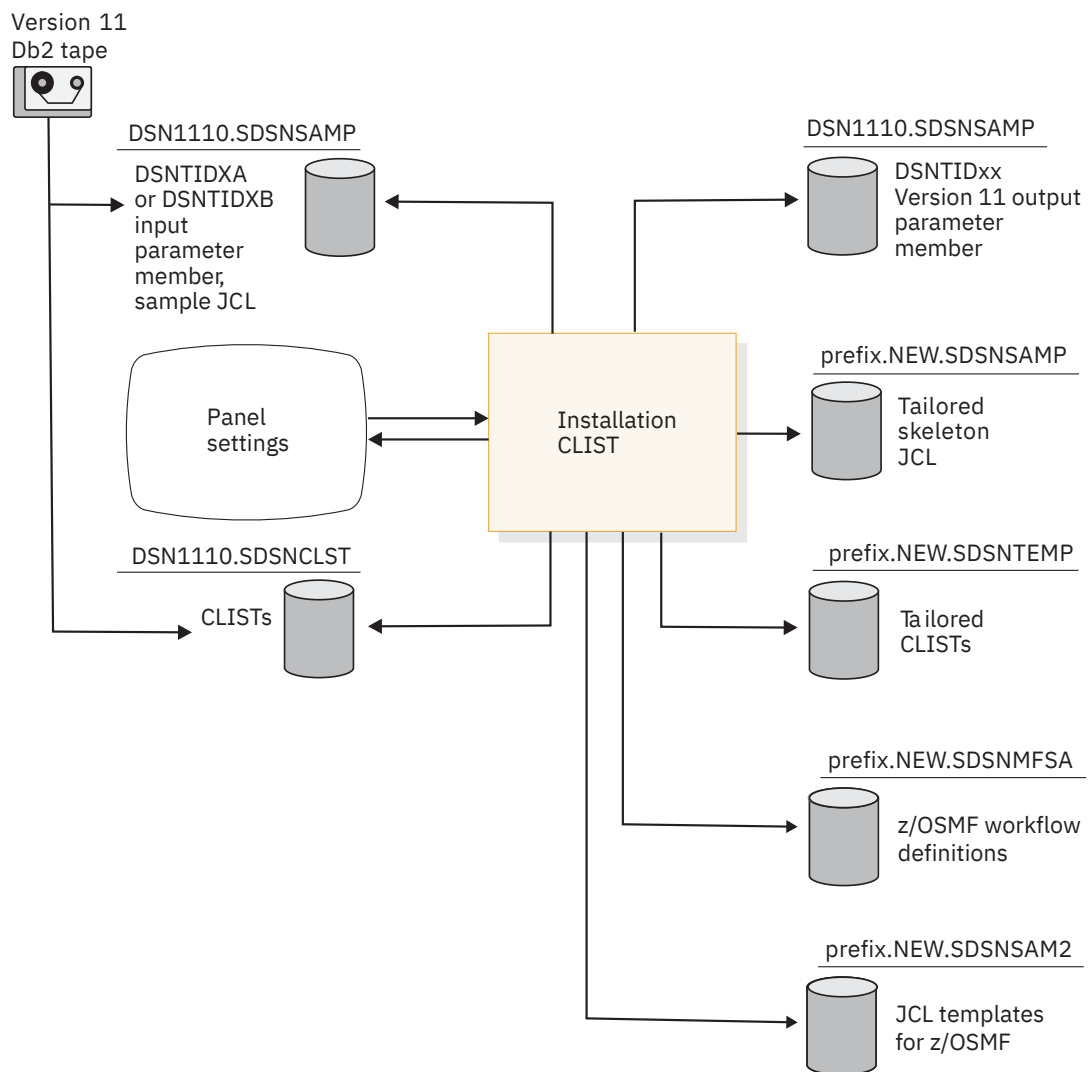 Version 11
Db2 tape
DSN1110.SDSNSAMP
DSNTIDXA
or DSNTIDXB
input
parameter
member,
sample JCL
DSN1110.SDSNSAMP
DSNTIDxx
Version 11 output
parameter
member
Panel
settings
Installation
CLIST
prefix.NEW.SDSNSAMP
Tailored
skeleton
JCL
DSN1110.SDSNCLST
CLISTs
prefix.NEW.SDSNTEMP
Tailored
CLISTs
prefix.NEW.SDSNMFSA
z/OSMF workflow
definitions
prefix.NEW.SDSNSAM2
JCL templates
for z/OSMF